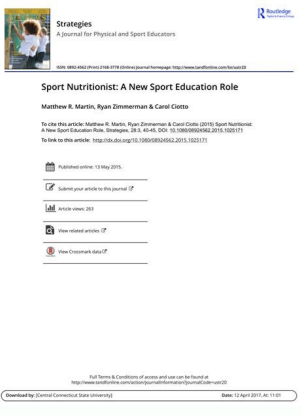 Routledge
Taylor & Francis Group
Strategies
A Journal for Physical and Sport Educators
ISSN: 0892-4562 (Print) 2168-3778 (Online) Journal homepage: http://www.tandfonline.com/loi/ustr20
Sport Nutritionist: A New Sport Education Role
Matthew R. Martin, Ryan Zimmerman & Carol Ciotto
To cite this article: Matthew R. Martin, Ryan Zimmerman & Carol Ciotto (2015) Sport Nutritionist:
A New Sport Education Role, Strategies, 28:3, 40-45, DOI: 10.1080/08924562.2015.1025171
To link to this article: http://dx.doi.org/10.1080/08924562.2015.1025171
Published online: 13 May 2015.
Submit your article to this journal
Article views: 263
View related articles
View Crossmark data
Full Terms & Conditions of access and use can be found at
http://www.tandfonline.com/action/journalInformation?journalCode=ustr20
Download by: [Central Connecticut State University]
Date: 12 April 2017, At: 11:01